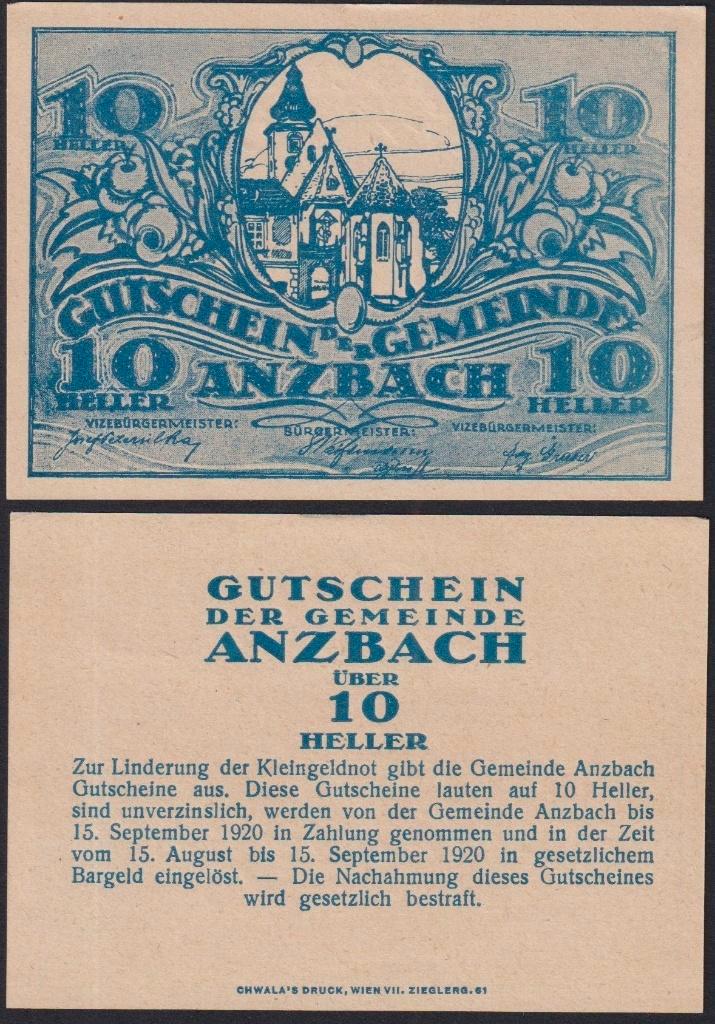 10 10
HELLER HELLER
GUTSCHEIN DER GEMEINDE
10 ANZBACH 10
HELLER HELLER
VIZEBÜRGERMEISTER: BÜRGERMEISTER: VIZEBÜRGERMEISTER:
GUTSCHEIN
DER GEMEINDE
ANZBACH
ÜBER
10
HELLER
Zur Linderung der Kleingeldnot gibt die Gemeinde Anzbach
Gutscheine aus. Diese Gutscheine lauten auf 10 Heller,
sind unverzinslich, werden von der Gemeinde Anzbach bis
15. September 1920 in Zahlung genommen und in der Zeit
vom 15. August bis 15. September 1920 in gesetzlichem
Bargeld eingelöst. — Die Nachahmung dieses Gutscheines
wird gesetzlich bestraft.
CHWALA'S DRUCK, WIEN VII. ZIEGLERG. 61